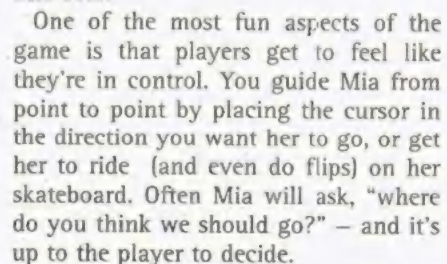 One of the most fun aspects of the
game is that players get to feel like
they're in control. You guide Mia from
point to point by placing the cursor in
the direction you want her to go, or get
her to ride (and even do flips) on her
skateboard. Often Mia will ask, "where
do you think we should go?" – and it's
up to the player to decide.